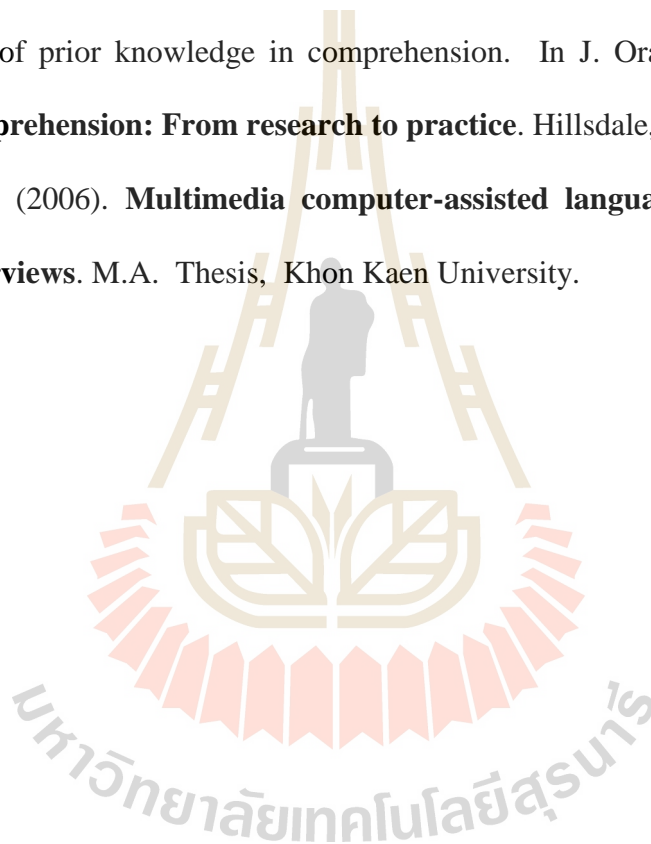 of prior knowledge in comprehension. In J. Ora
prehension: From research to practice. Hillsdale,
(2006). Multimedia computer-assisted langua
rviews. M.A. Thesis, Khon Kaen University.
มหาวิทยาลัยเทคโนโลยีสุรนารี